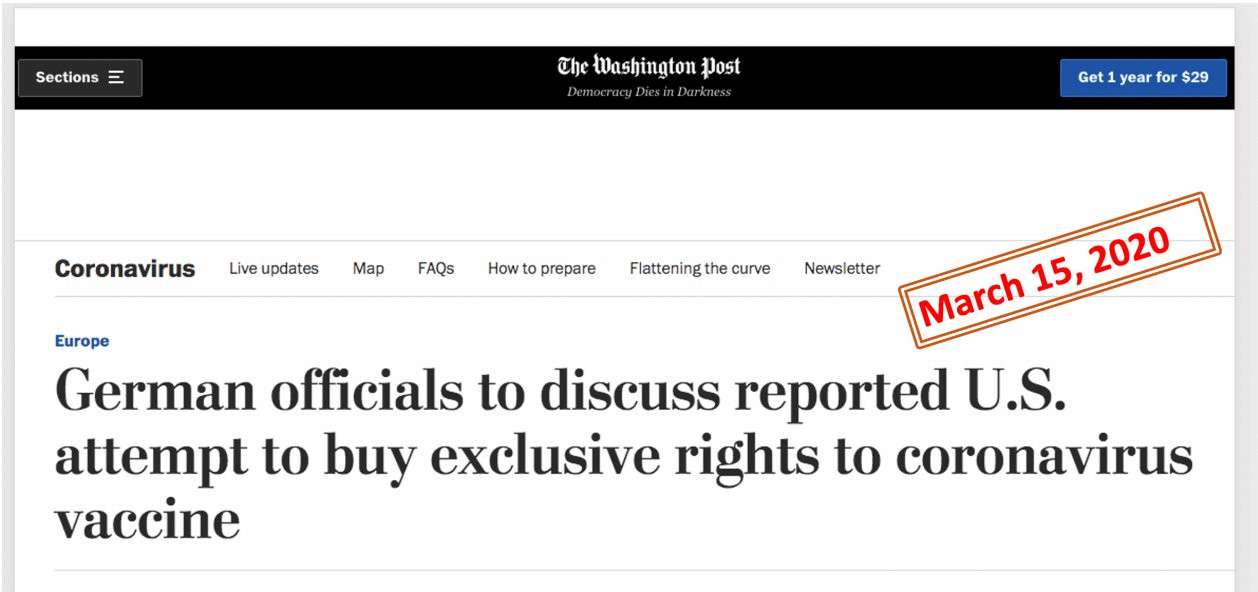 Sections
The Washington Post
Democracy Dies in Darkness
Get 1 year for $29
Coronavirus Live updates Map FAQs How to prepare Flattening the curve Newsletter
March 15, 2020
Europe
German officials to discuss reported U.S.
attempt to buy exclusive rights to coronavirus
vaccine